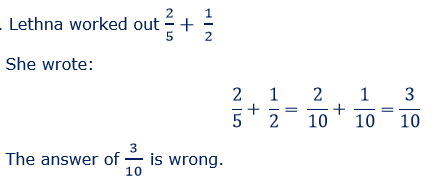 . Lethna worked out 2/5 + 1/2
She wrote:
2/5 + 1/2 = 2/10 + 1/10 = 3/10
The answer of 3/10 is wrong.